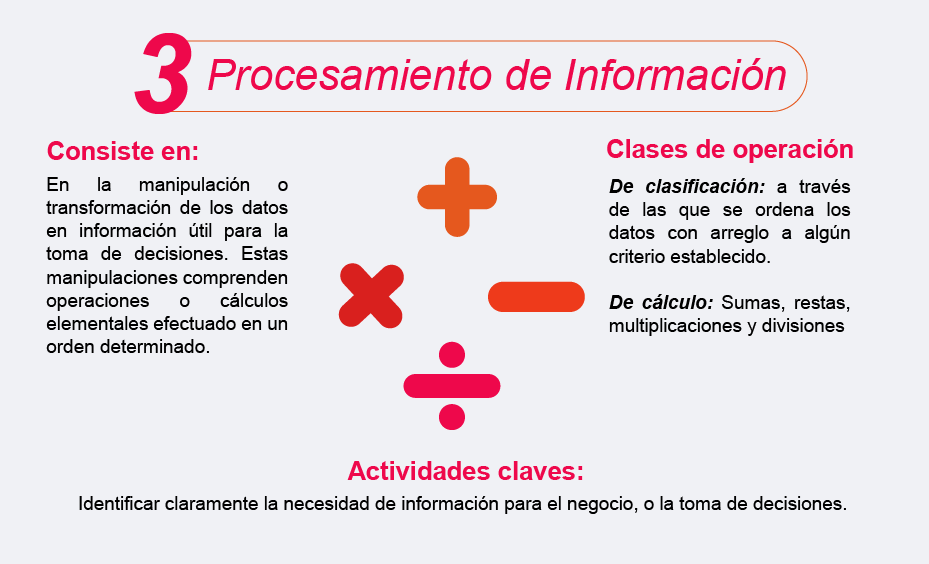 3 Procesamiento de Información
Consiste en:
En la manipulación o
transformación de los datos
en información útil para la
toma de decisiones. Estas
manipulaciones comprenden
operaciones o cálculos
elementales efectuado en un
orden determinado.
Clases de operación
De clasificación: a través
de las que se ordena los
datos con arreglo a algún
criterio establecido.
De cálculo: Sumas, restas,
multiplicaciones y divisiones
Actividades claves:
Identificar claramente la necesidad de información para el negocio, o la toma de decisiones.